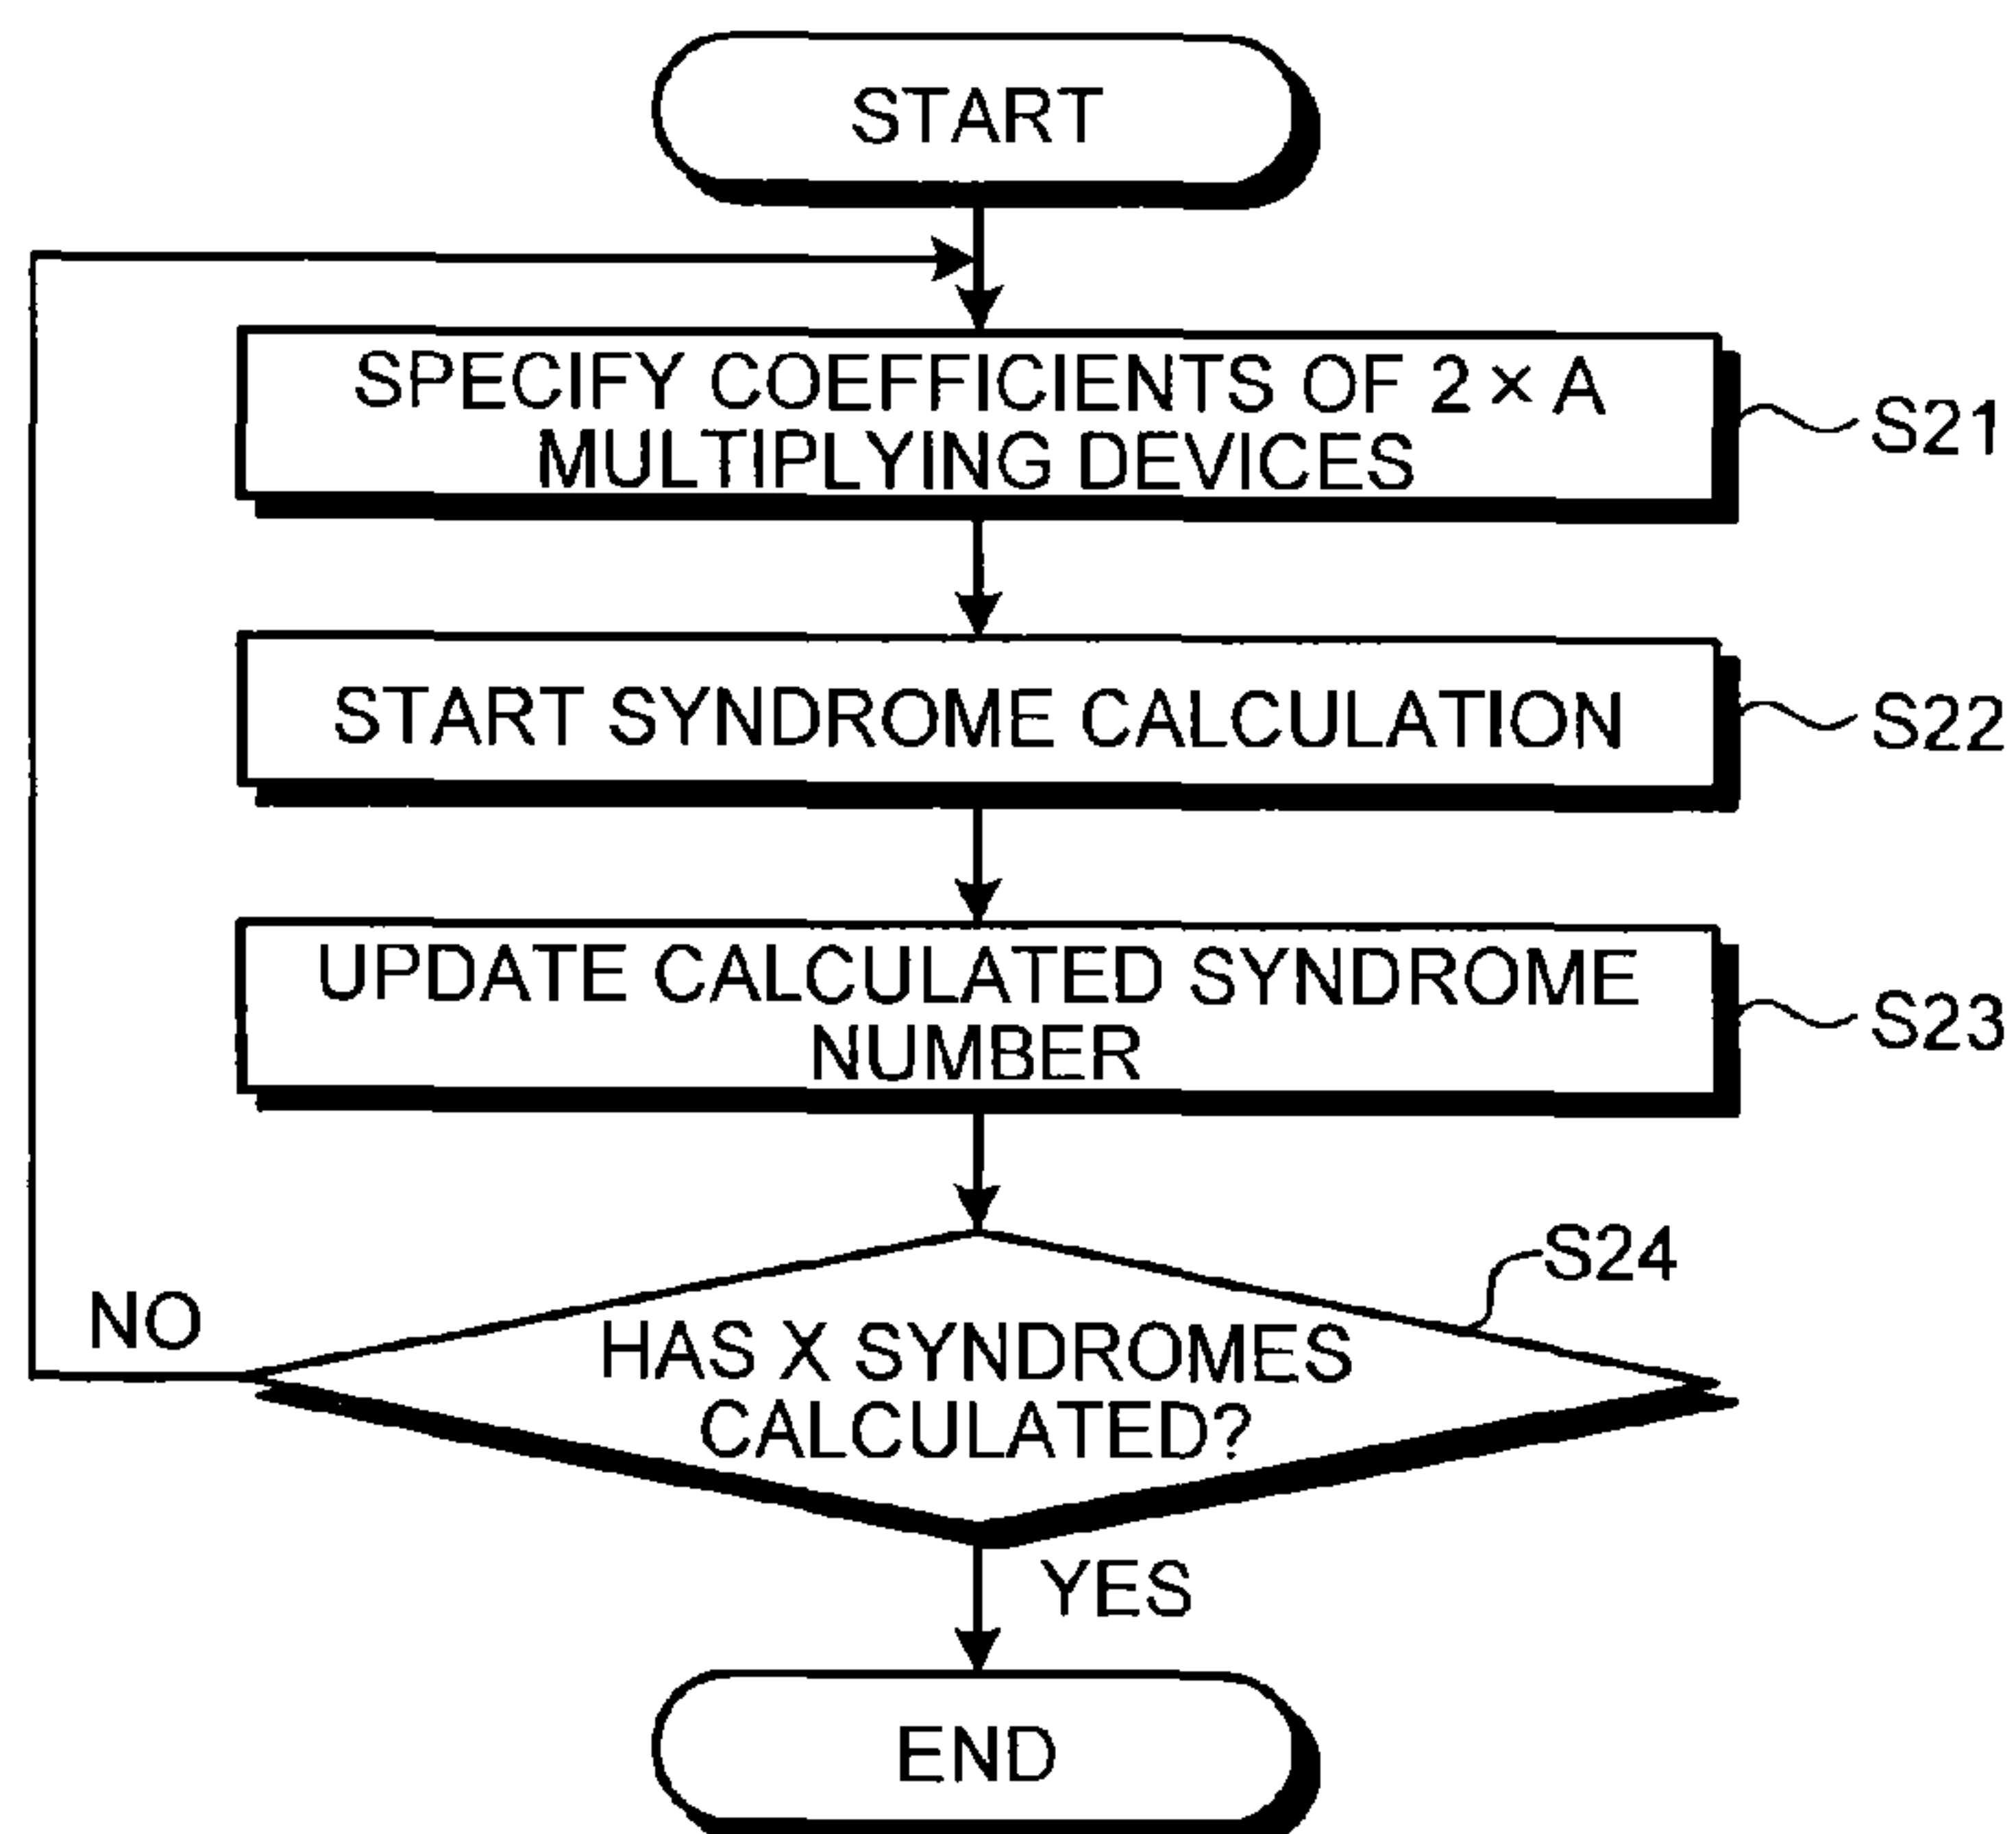 START
SPECIFY COEFFICIENTS OF 2 × A
MULTIPLYING DEVICES
S21
START SYNDROME CALCULATION
S22
UPDATE CALCULATED SYNDROME
NUMBER
S23
S24
HAS X SYNDROMES
CALCULATED?
NO
YES
END